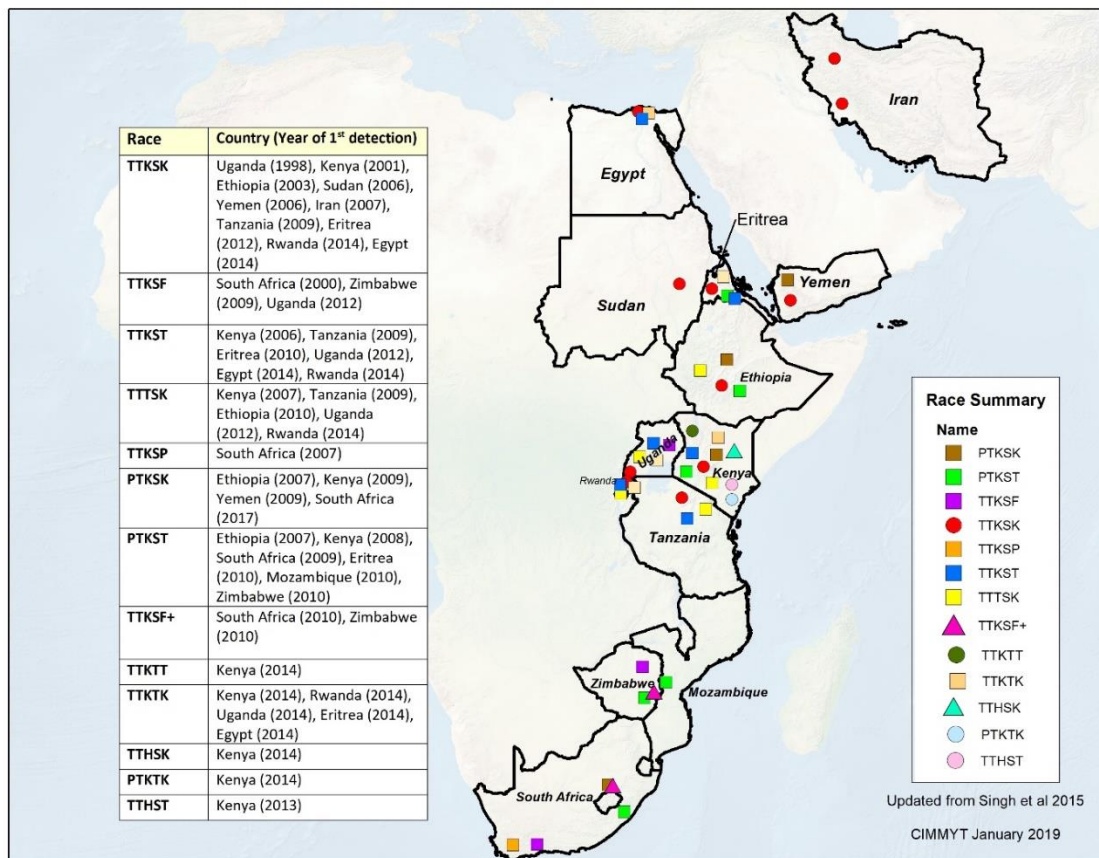 Race
Country (Year of 1st detection)
TTKSK
Uganda (1998), Kenya (2001),
Ethiopia (2003), Sudan (2006),
Yemen (2006), Iran (2007),
Tanzania (2009), Eritrea
(2012), Rwanda (2014), Egypt
(2014)
TTKSF
South Africa (2000), Zimbabwe
(2009), Uganda (2012)
TTKST
Kenya (2006), Tanzania (2009),
Eritrea (2010), Uganda (2012),
Egypt (2014), Rwanda (2014)
TTTSK
Kenya (2007), Tanzania (2009),
Ethiopia (2010), Uganda
(2012), Rwanda (2014)
TTKSP
South Africa (2007)
PTKSK
Ethiopia (2007), Kenya (2009),
Yemen (2009), South Africa
(2017)
PTKST
Ethiopia (2007), Kenya (2008),
South Africa (2009), Eritrea
(2010), Mozambique (2010),
Zimbabwe (2010)
TTKSF+
South Africa (2010), Zimbabwe
(2010)
TTKTT
Kenya (2014)
TTKTK
Kenya (2014), Rwanda (2014),
Uganda (2014), Eritrea (2014),
Egypt (2014)
TTHSK
Kenya (2014)
PTKTK
Kenya (2014)
TTHST
Kenya (2013)
Iran
Egypt
Eritrea
Yemen
Sudan
Ethiopia
Uganda
Kenya
Rwanda
Tanzania
Zimbabwe
Mozambique
South Africa
Race Summary
Name
PTKSK
PTKST
TTKSF
TTKSK
TTKSP
TTKST
TTTSK
TTKSF+
TTKTT
TTKTK
TTHSK
PTKTK
TTHST
Updated from Singh et al 2015
CIMMYT January 2019